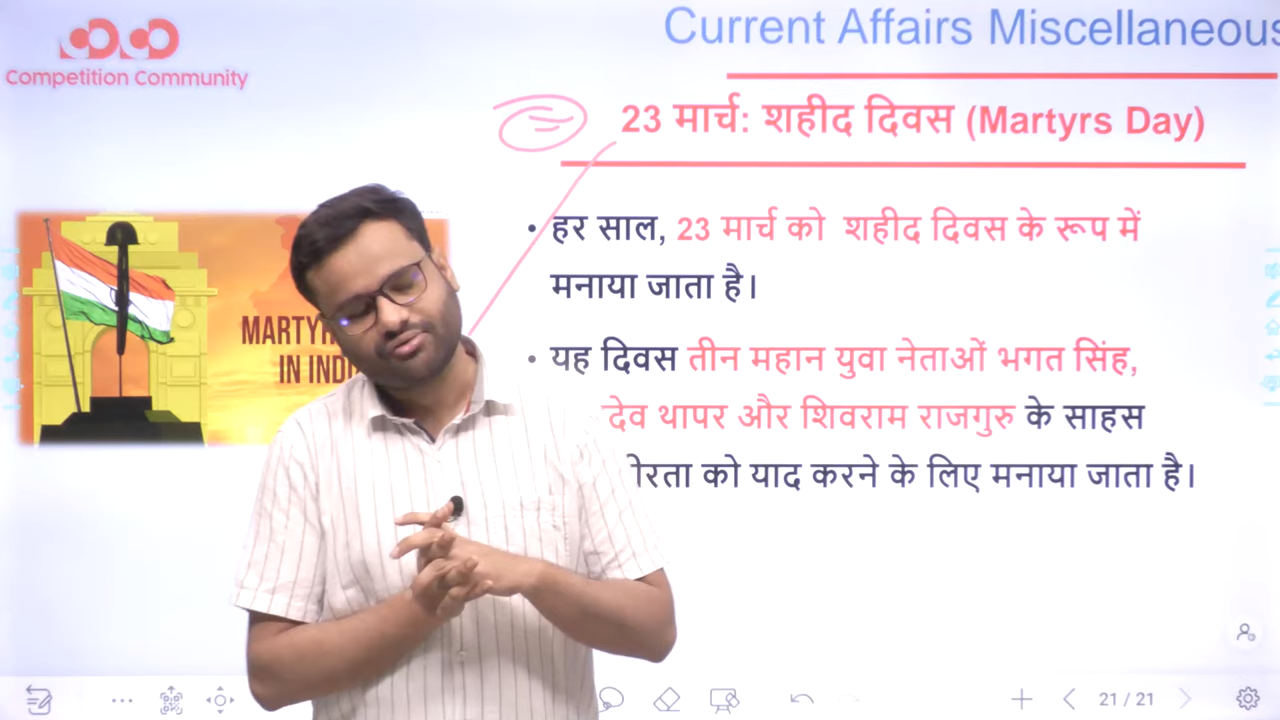 Competition Community
Current Affairs Miscellaneous
23 मार्च: शहीद दिवस (Martyrs Day)
• हर साल, 23 मार्च को शहीद दिवस के रूप में
मनाया जाता है।
• यह दिवस तीन महान युवा नेताओं भगत सिंह,
देव थापर और शिवराम राजगुरु के साहस
को याद करने के लिए मनाया जाता है।
MARTYR
IN INDI
21 / 21